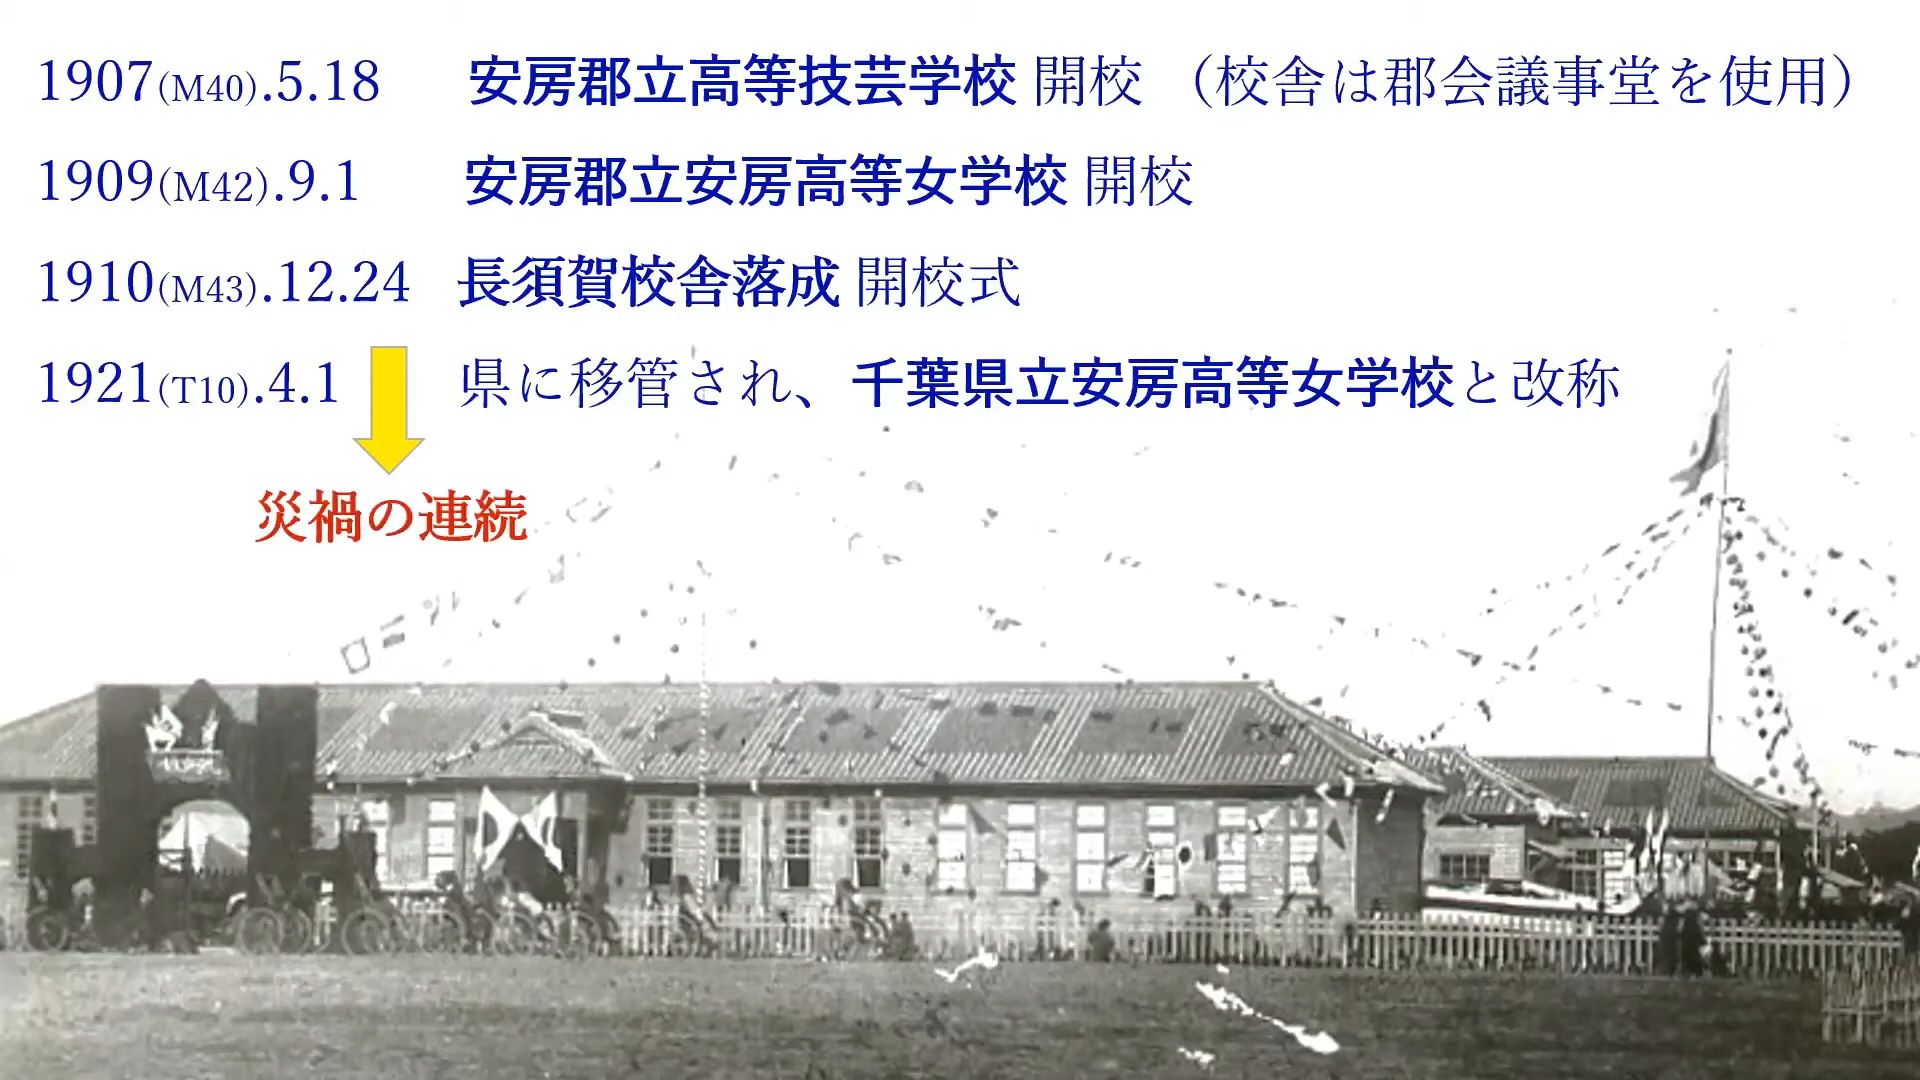 1907(M40).5.18 安房郡立高等技芸学校 開校 （校舎は郡会議事堂を使用）
1909(M42).9.1 安房郡立安房高等女学校 開校
1910(M43).12.24 長須賀校舎落成 開校式
1921(T10).4.1 県に移管され、千葉県立安房高等女学校と改称
災禍の連続